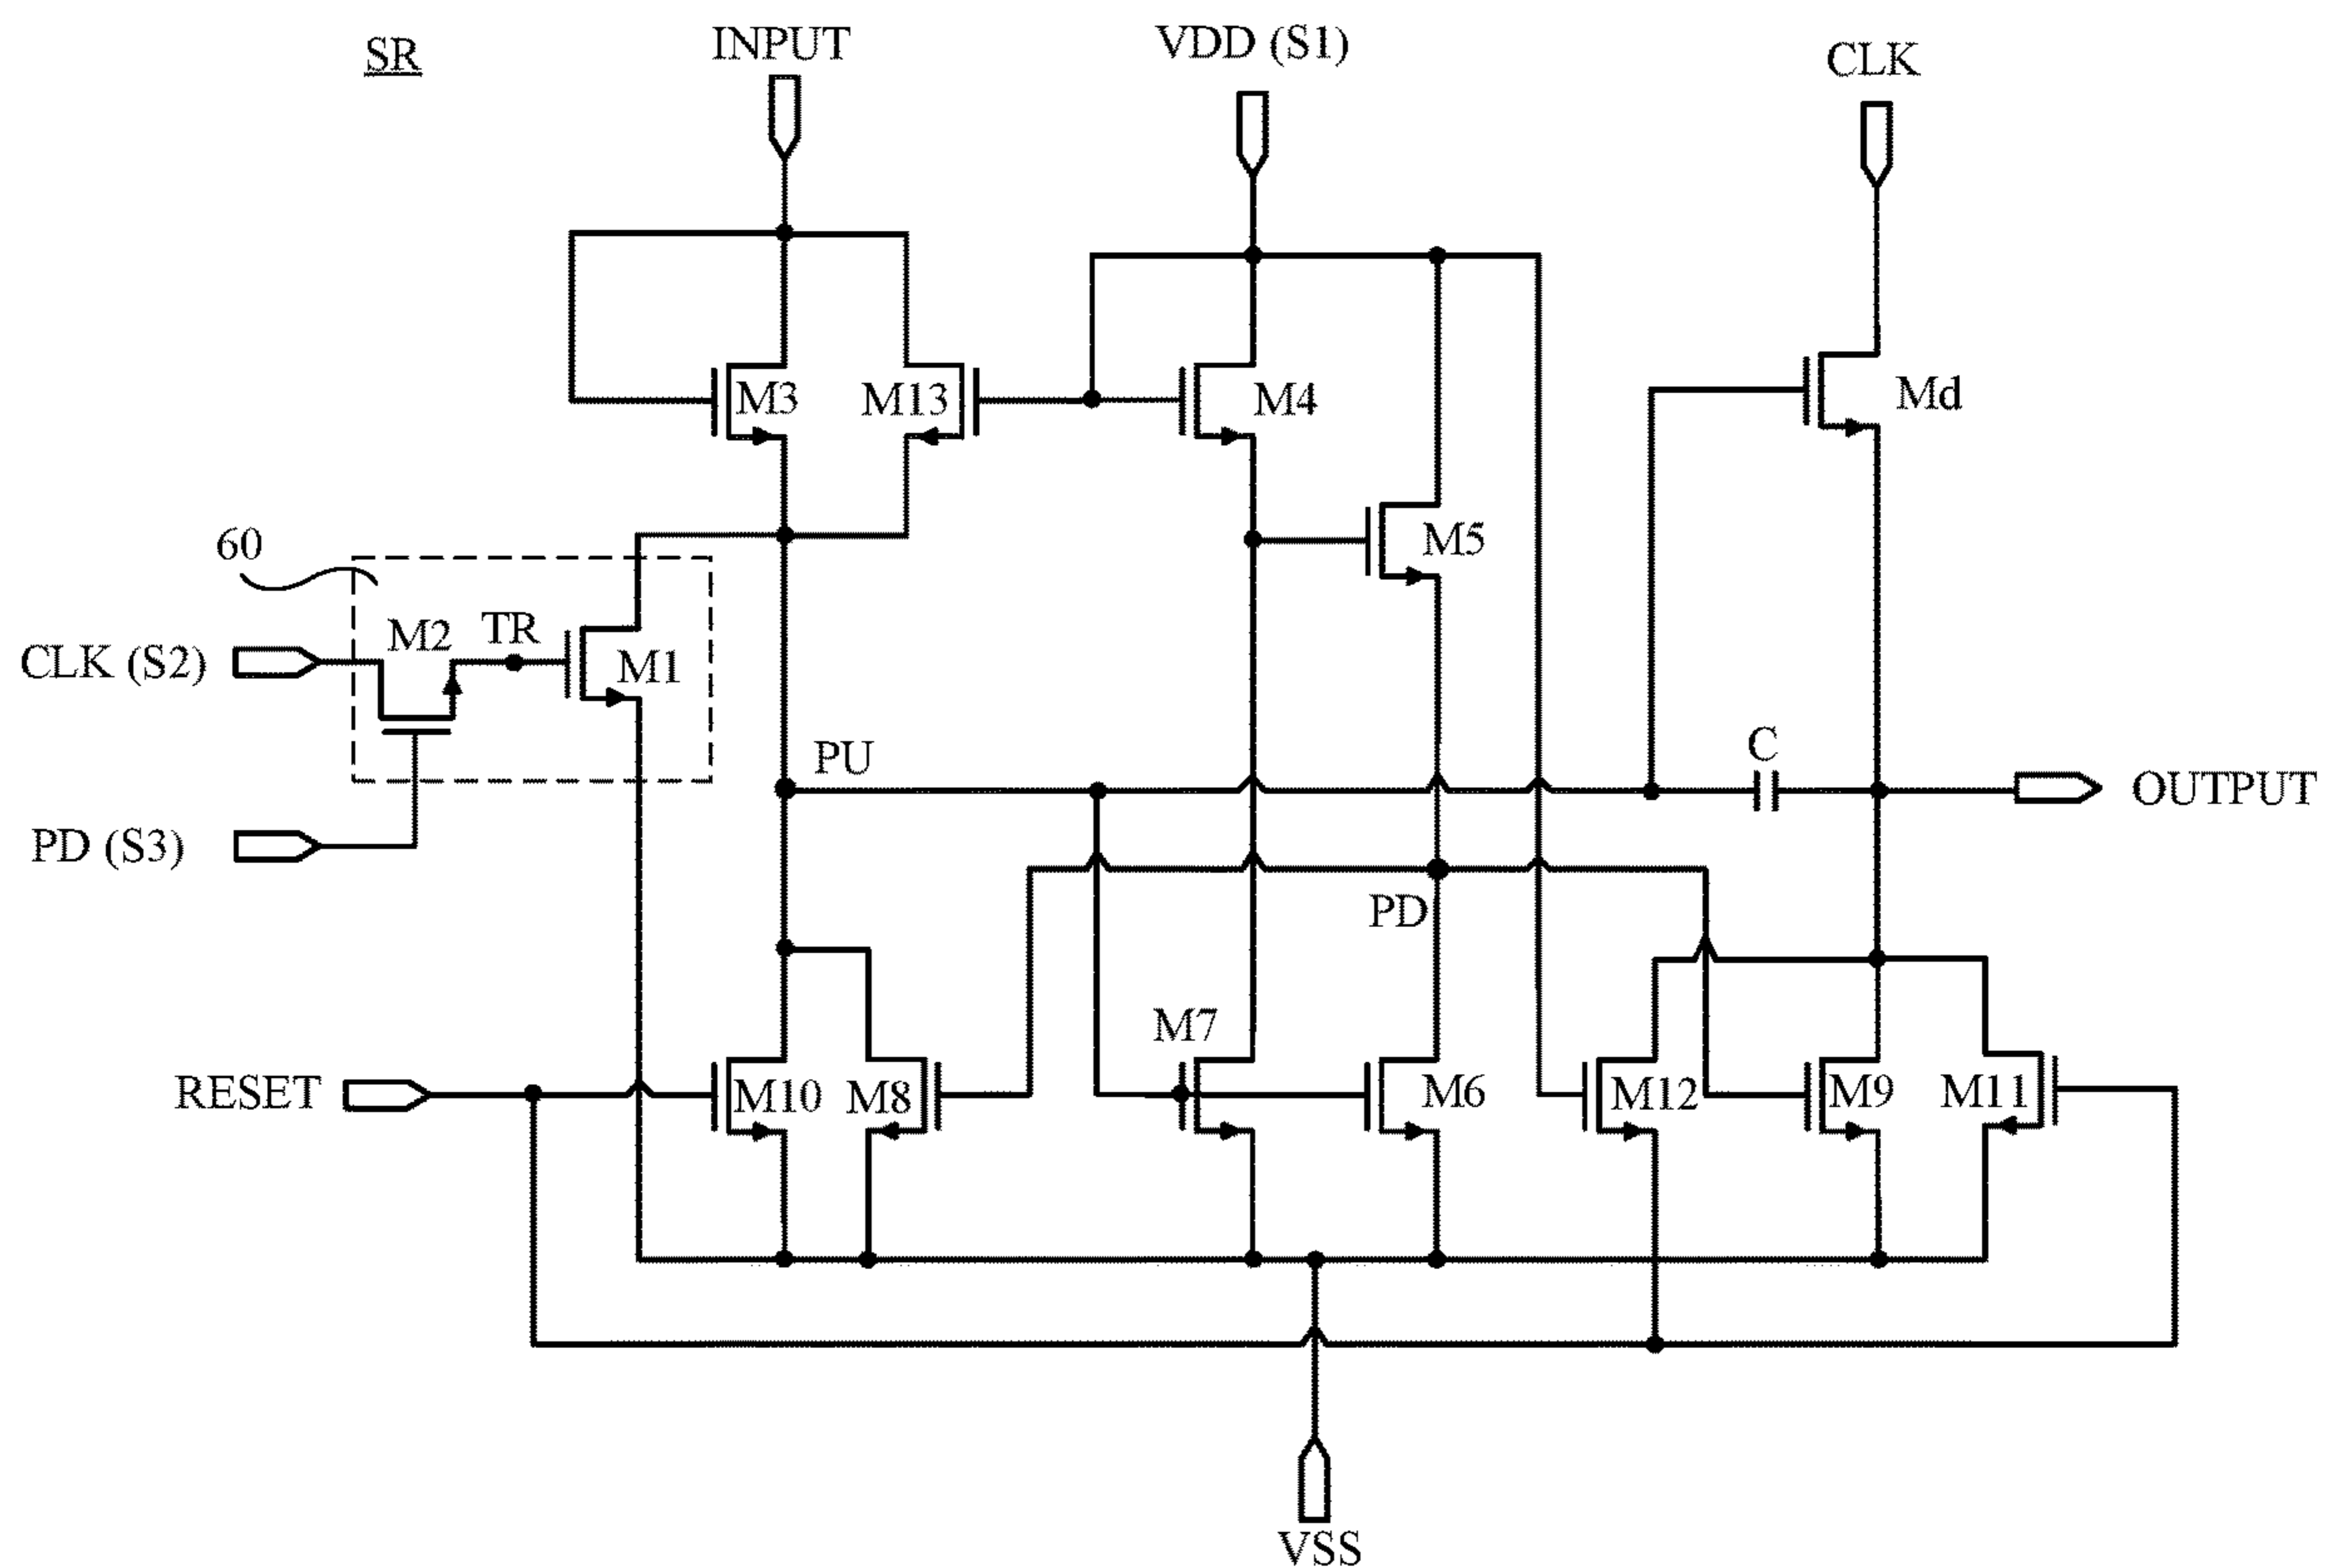 SR
INPUT
VDD (S1)
CLK
M3
M13
M4
Md
M5
60
M2
TR
M1
CLK (S2)
PU
C
OUTPUT
PD (S3)
PD
M7
RESET
M10
M8
M6
M12
M9
M11
VSS